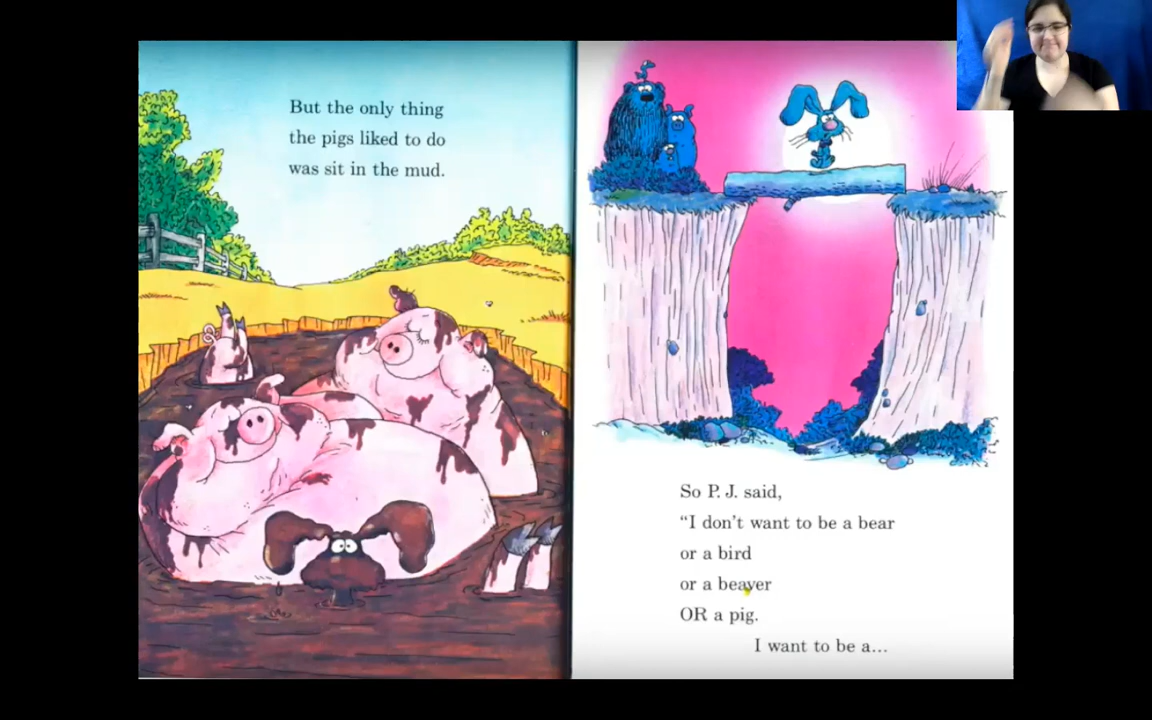 But the only thing
the pigs liked to do
was sit in the mud.
So P. J. said,
“I don’t want to be a bear
or a bird
or a beaver
OR a pig.
I want to be a...